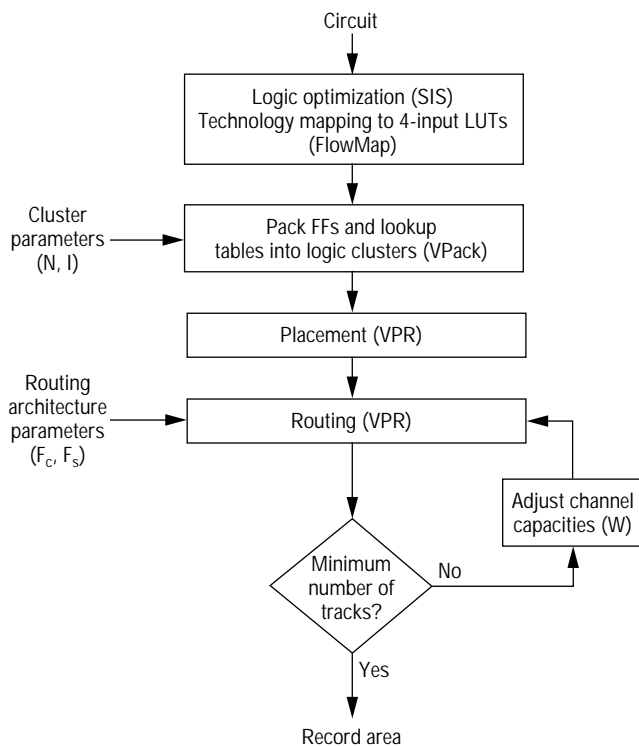 Circuit
Logic optimization (SIS)
Technology mapping to 4-input LUTs
(FlowMap)
Cluster
parameters
(N, I)
Pack FFs and lookup
tables into logic clusters (VPack)
Placement (VPR)
Routing
architecture
parameters
(Fc, Fs)
Routing (VPR)
Adjust channel
capacities (W)
Minimum
number of
tracks?
No
Yes
Record area